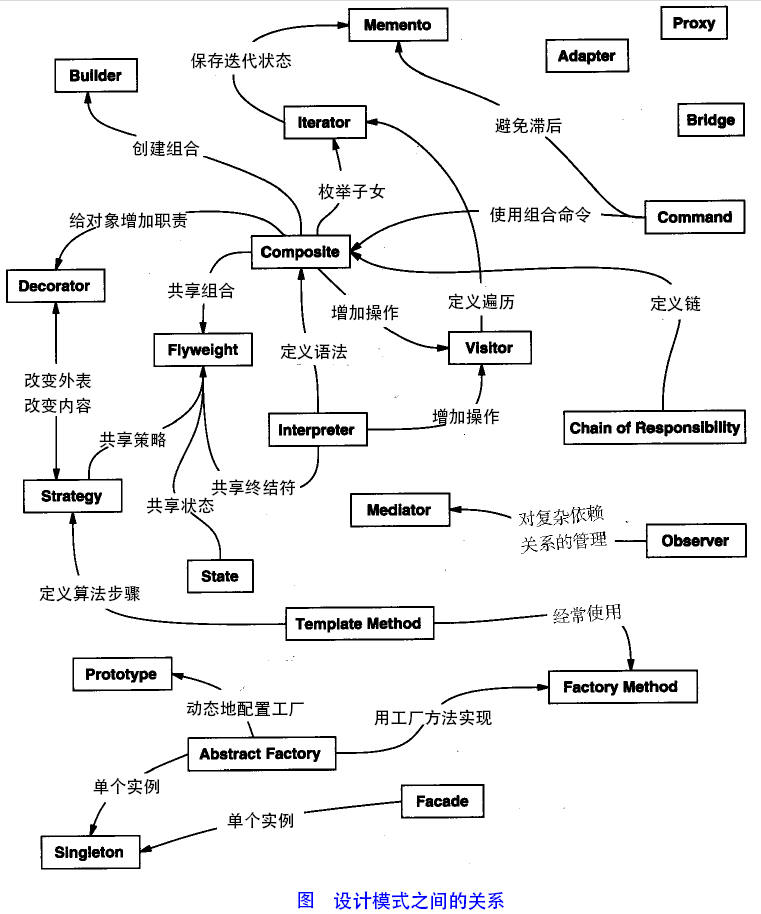 Memento
Proxy
保存迭代状态
Adapter
Builder
Iterator
避免滞后
Bridge
创建组合
枚举子女
给对象增加职责
使用组合命令
Command
Composite
Decorator
共享组合
增加操作
定义遍历
定义链
Flyweight
定义语法
Visitor
改变外表
改变内容
增加操作
Interpreter
Chain of Responsibility
共享策略
共享终结符
Strategy
共享状态
Mediator
对复杂依赖
关系的管理
Observer
State
定义算法步骤
Template Method
经常使用
Prototype
Factory Method
动态地配置工厂
用工厂方法实现
Abstract Factory
单个实例
Facade
单个实例
Singleton
图 设计模式之间的关系